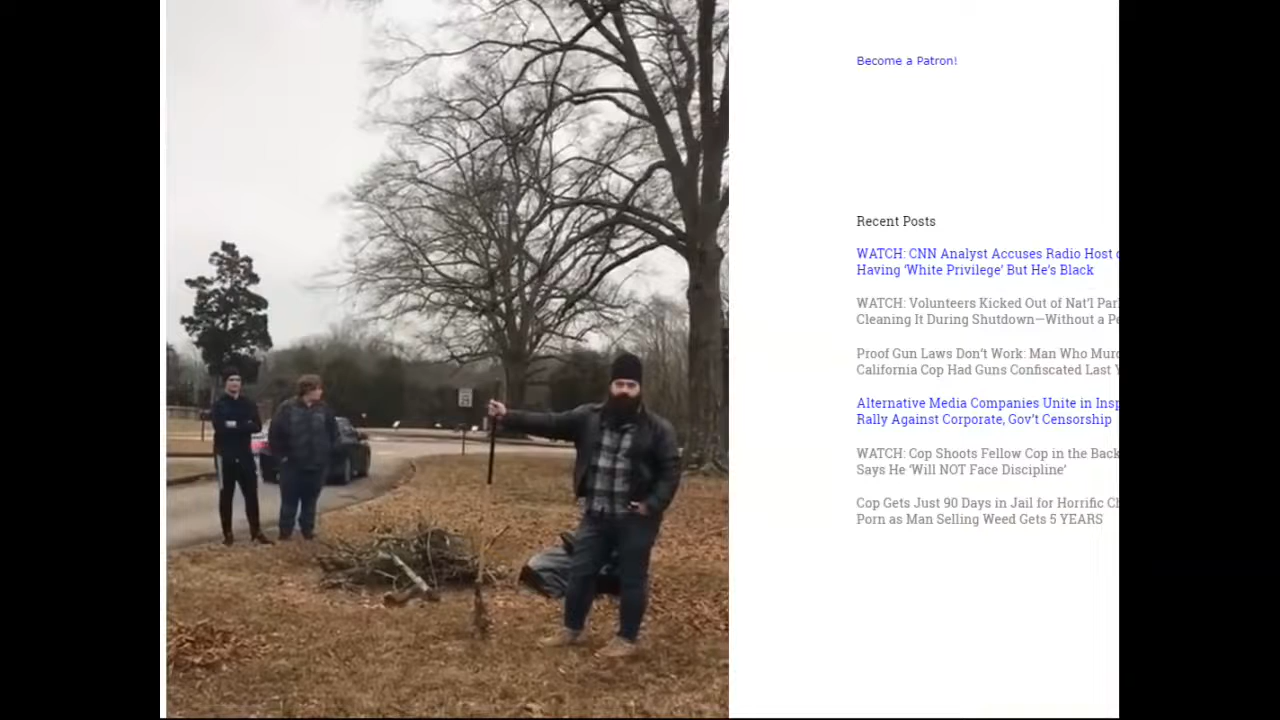 Become a Patron!
Recent Posts
WATCH: CNN Analyst Accuses Radio Host
Having ‘White Privilege’ But He’s Black
WATCH: Volunteers Kicked Out of Nat’l
Cleaning It During Shutdown—Without a
Proof Gun Laws Don’t Work: Man Who
California Cop Had Guns Confiscated Last
Alternative Media Companies Unite in
Rally Against Corporate, Gov’t Censorship
WATCH: Cop Shoots Fellow Cop in the Back
Says He ‘Will NOT Face Discipline’
Cop Gets Just 90 Days in Jail for Horrific
Porn as Man Selling Weed Gets 5 YEARS